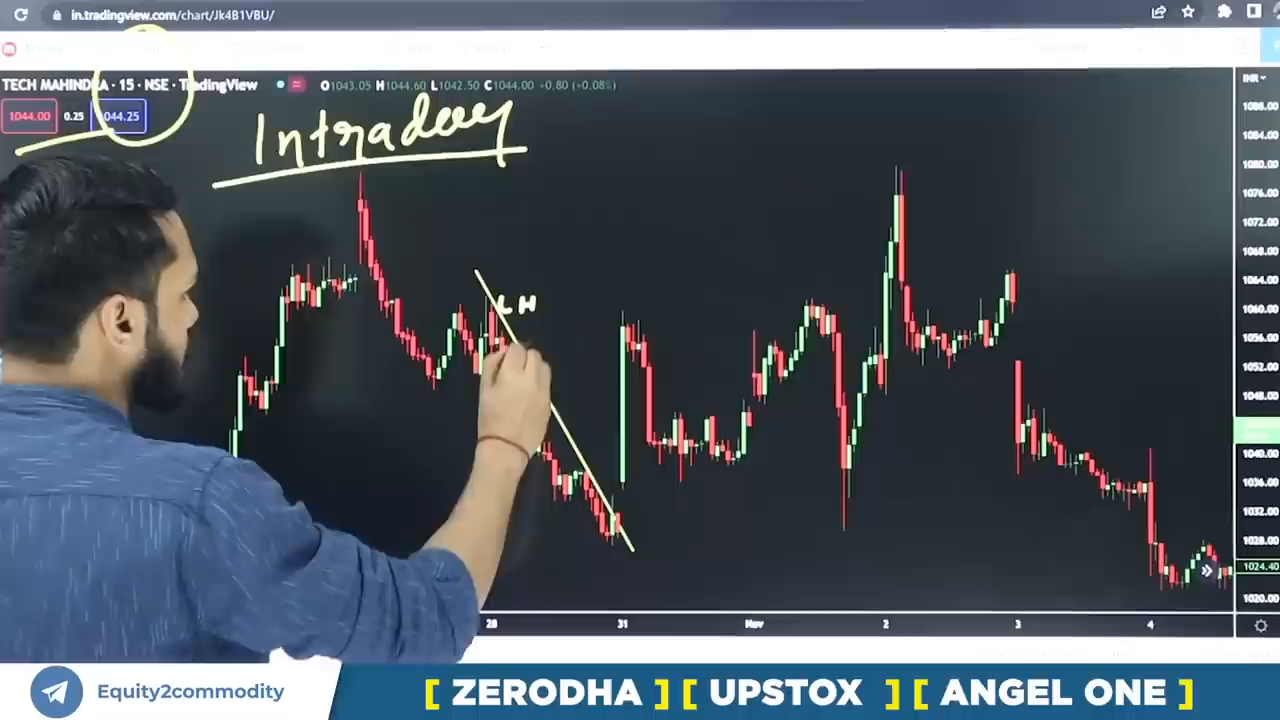 in.tradingview.com/chart/Jk4B1VBU/
TECH MAHINDRA · 15 · NSE · TradingView O1043.05 H1044.60 L1042.50 C1044.00 +0.80 (+0.08%)
INR
1044.00 0.25 1044.25
Intraday
LH
1088.00
1084.00
1080.00
1076.00
1072.00
1068.00
1064.00
1060.00
1056.00
1052.00
1048.00
1040.00
1036.00
1032.00
1028.00
1024.40
1020.00
28 31 Nov 2 3 4
Equity2commodity
[ ZERODHA ] [ UPSTOX ] [ ANGEL ONE ]